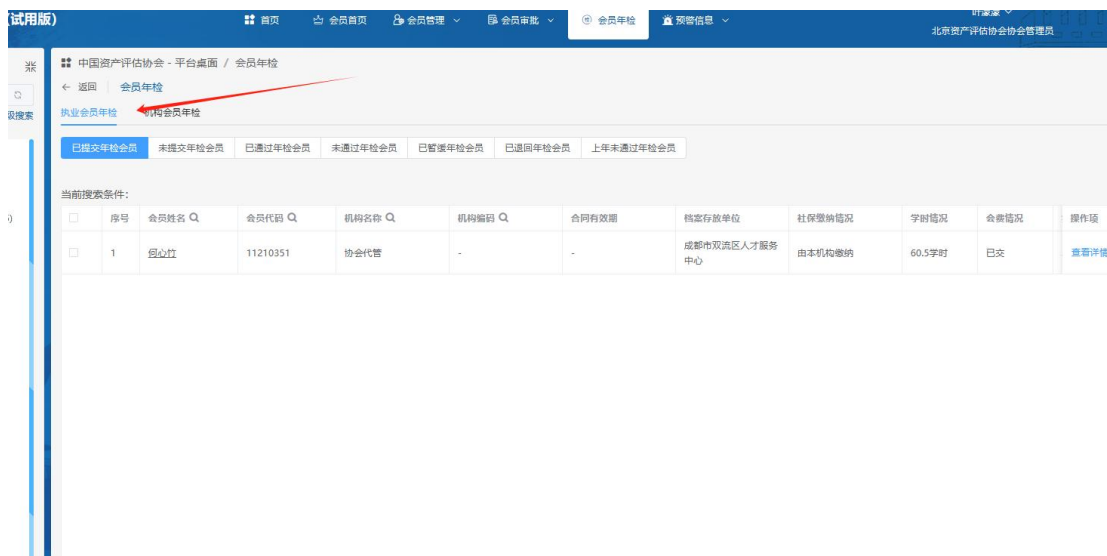 (试用版)
首页 会员首页 会员管理 会员审批 会员年检 预警信息
北京资产评估协会协会管理员
中国资产评估协会 - 平台桌面 / 会员年检
← 返回 会员年检
级搜索
执业会员年检 机构会员年检
已提交年检会员 未提交年检会员 已通过年检会员 未通过年检会员 已暂缓年检会员 已退回年检会员 上年未通过年检会员
当前搜索条件:
序号 会员姓名 会员代码 机构名称 机构编码 合同有效期 档案存放单位 社保缴纳情况 学时情况 会费情况 操作项
1 何心竹 11210351 协会代管 - - 成都市双流区人才服务 由本机构缴纳 60.5学时 已交 查看详情
中心